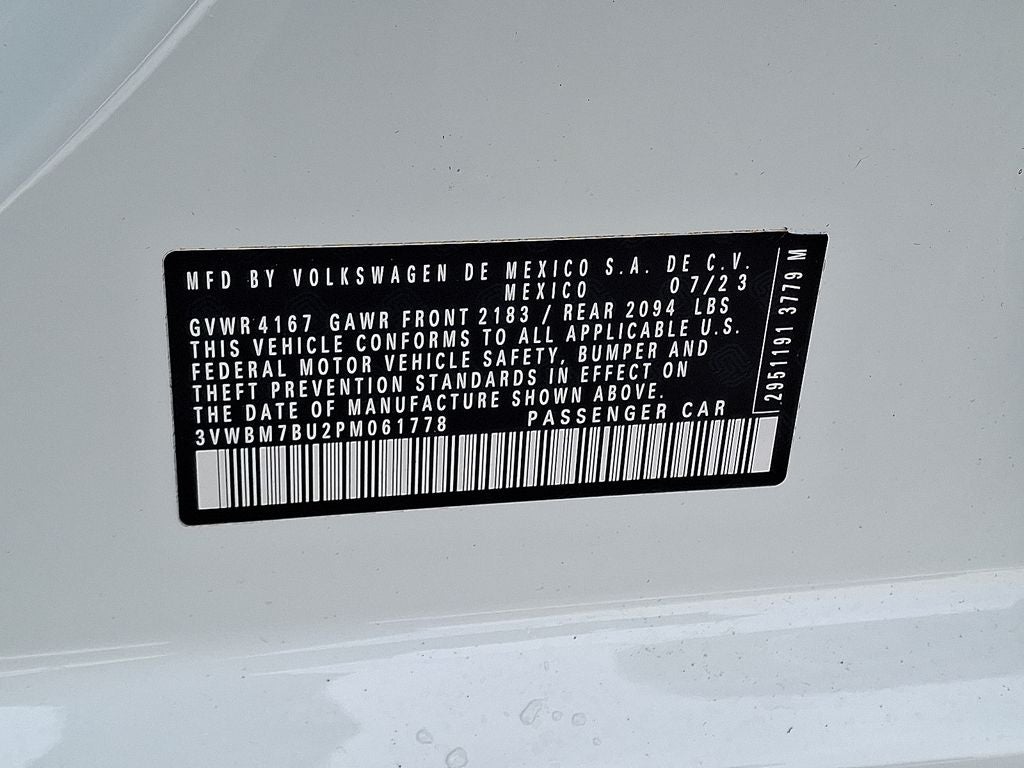 MFD BY VOLKSWAGEN DE MEXICO S.A. DE C.V.
MEXICO 07/23
GVWR 4167 GAWR FRONT 2183 / REAR 2094 LBS
THIS VEHICLE CONFORMS TO ALL APPLICABLE U.S.
FEDERAL MOTOR VEHICLE SAFETY, BUMPER AND
THEFT PREVENTION STANDARDS IN EFFECT ON
THE DATE OF MANUFACTURE SHOWN ABOVE.
3VWBM7BU2PM061778 PASSENGER CAR
2951191 3779 M